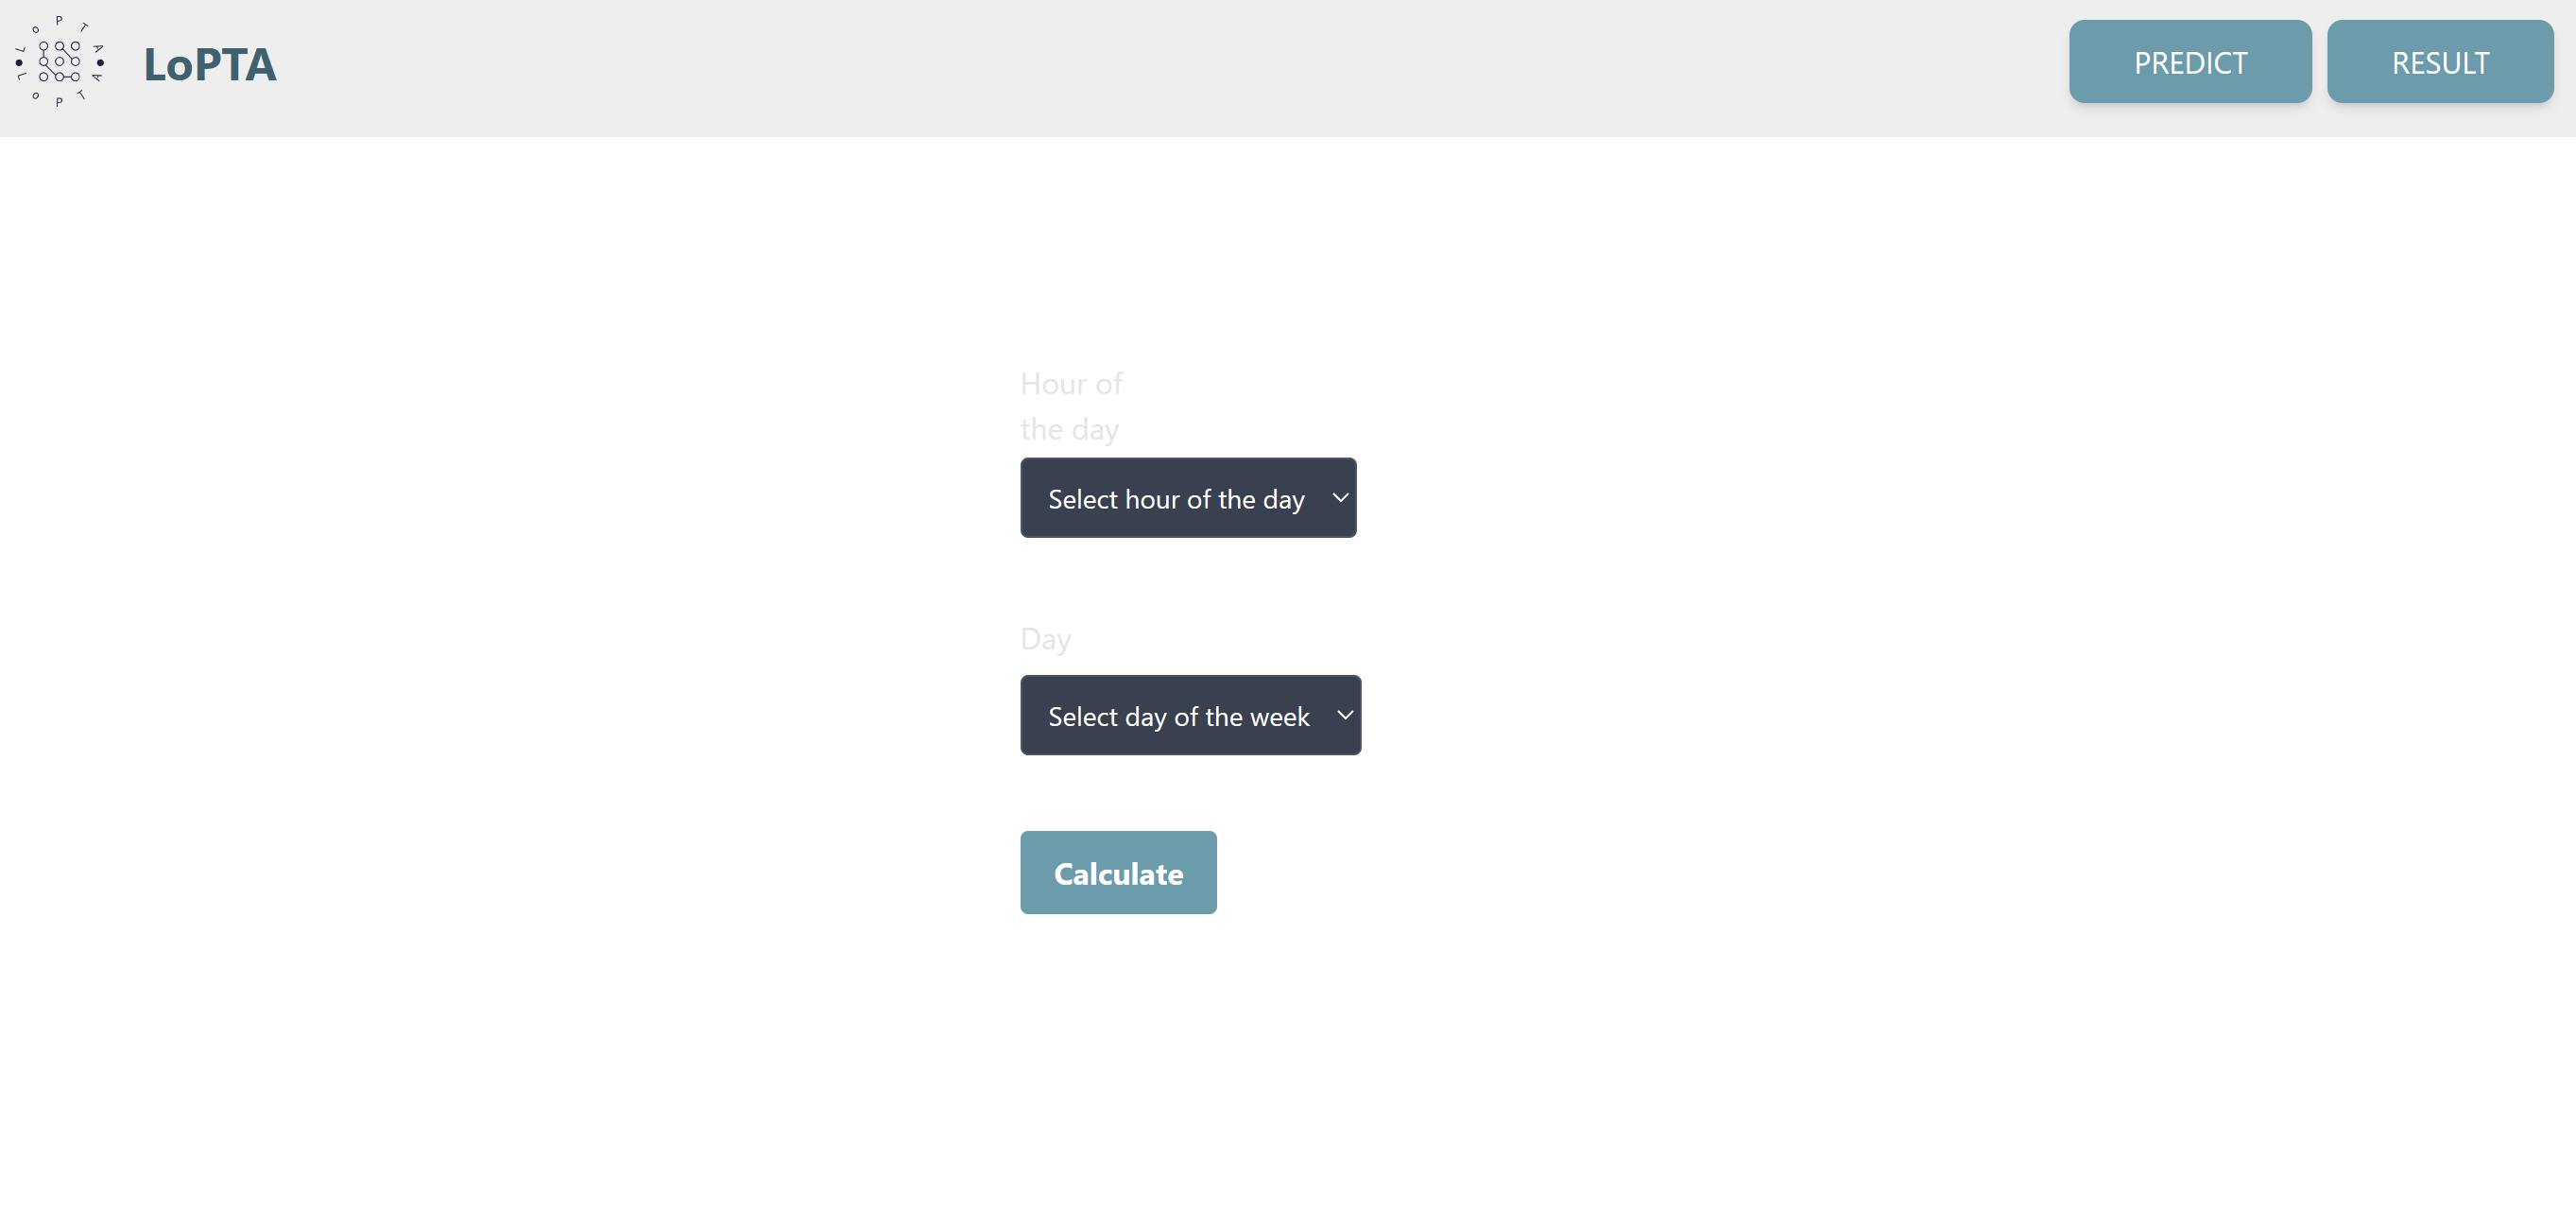 L o P T A
L o P T A
LoPTA
PREDICT
RESULT
Hour of
the day
Select hour of the day
Day
Select day of the week
Calculate